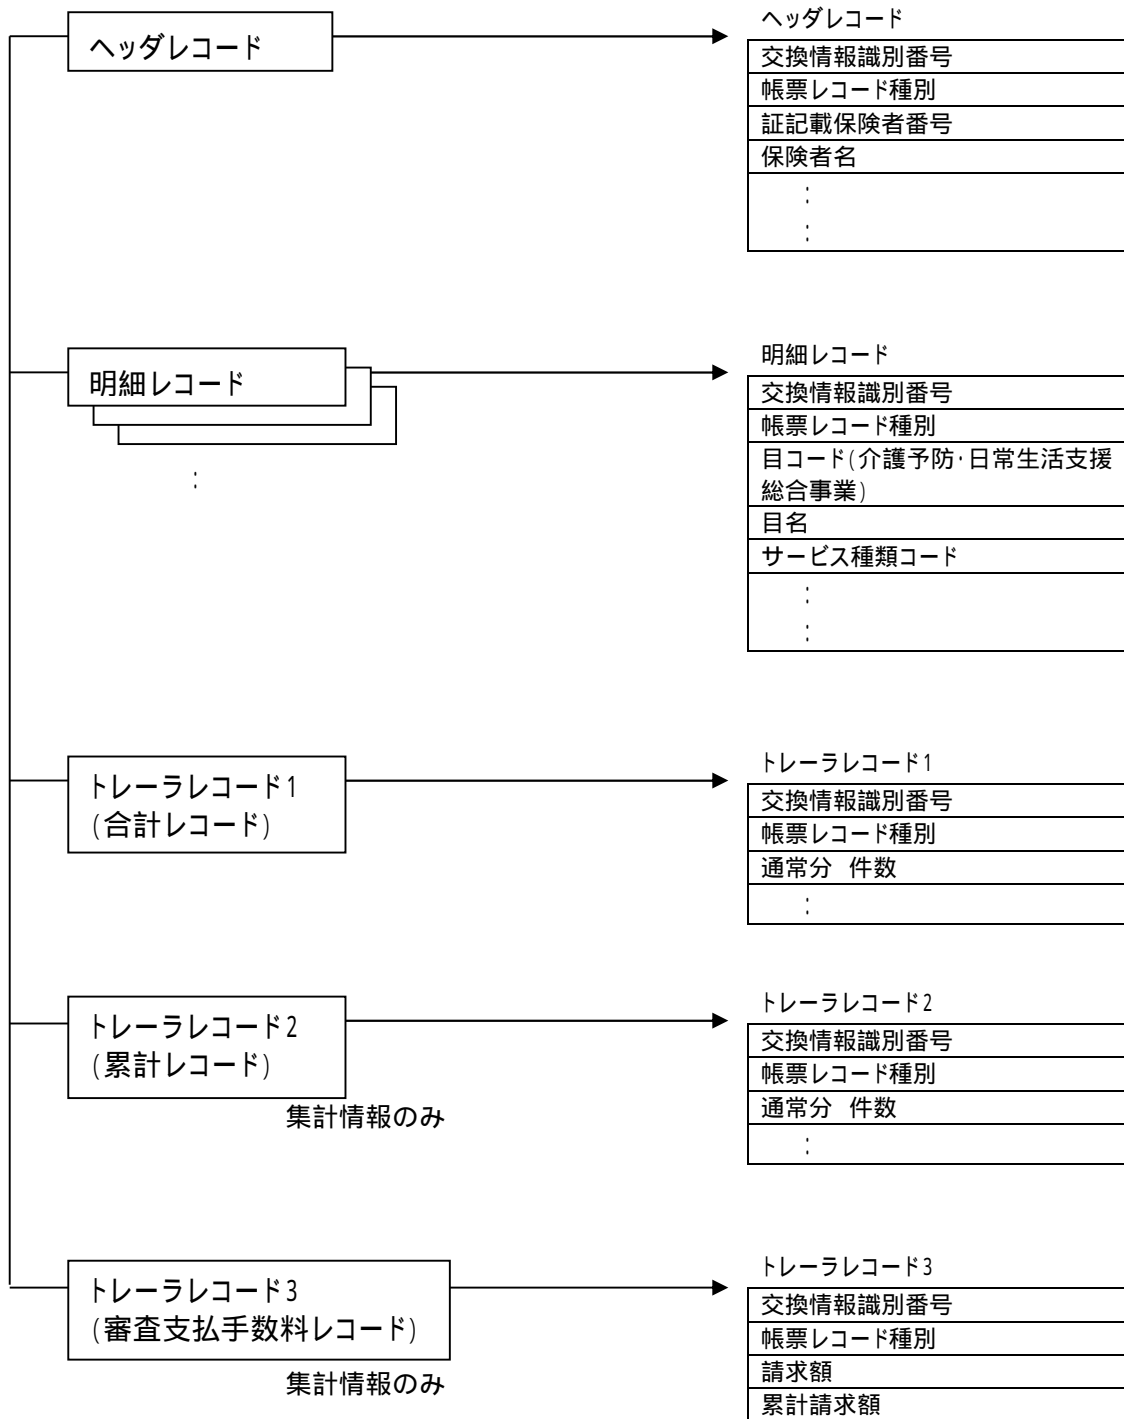 ヘッダレコード
ヘッダレコード
交換情報識別番号
帳票レコード種別
証記載保険者番号
保険者名
:
:
明細レコード
:
明細レコード
交換情報識別番号
帳票レコード種別
目コード(介護予防・日常生活支援
総合事業)
目名
サービス種類コード
:
:
トレーラレコード1
(合計レコード)
トレーラレコード1
交換情報識別番号
帳票レコード種別
通常分　件数
:
トレーラレコード2
(累計レコード)
集計情報のみ
トレーラレコード2
交換情報識別番号
帳票レコード種別
通常分　件数
:
トレーラレコード3
(審査支払手数料レコード)
集計情報のみ
トレーラレコード3
交換情報識別番号
帳票レコード種別
請求額
累計請求額